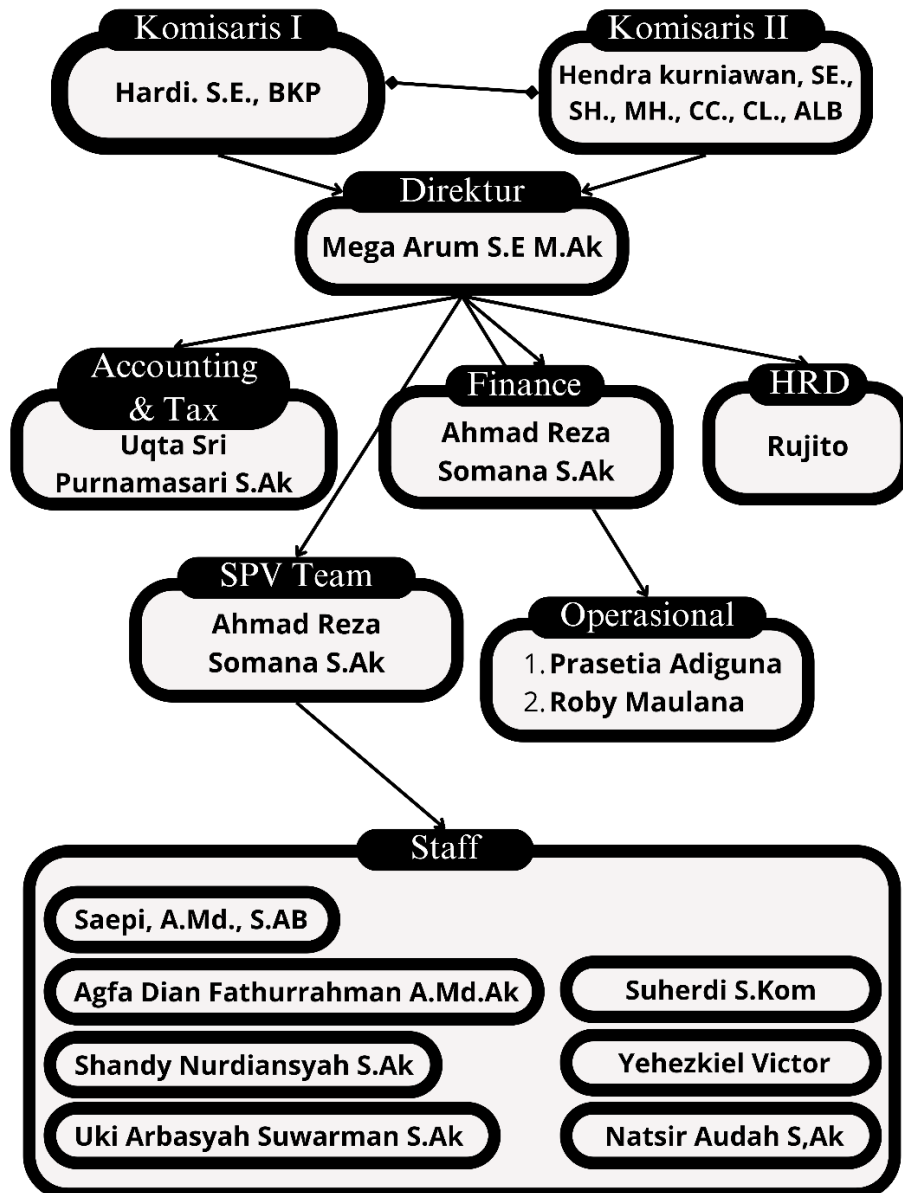 Komisaris I
Hardi. S.E., BKP
Komisaris II
Hendra kurniawan, SE.,
SH., MH., CC., CL., ALB
Direktur
Mega Arum S.E M.Ak
Accounting
& Tax
Uqta Sri
Purnamasari S.Ak
Finance
Ahmad Reza
Somana S.Ak
HRD
Rujito
SPV Team
Ahmad Reza
Somana S.Ak
Operasional
1. Prasetia Adiguna
2. Roby Maulana
Staff
Saepi, A.Md., S.AB
Agfa Dian Fathurrahman A.Md.Ak
Shandy Nurdiansyah S.Ak
Uki Arbasyah Suwarman S.Ak
Suherdi S.Kom
Yehezkiel Victor
Natsir Audah S,Ak